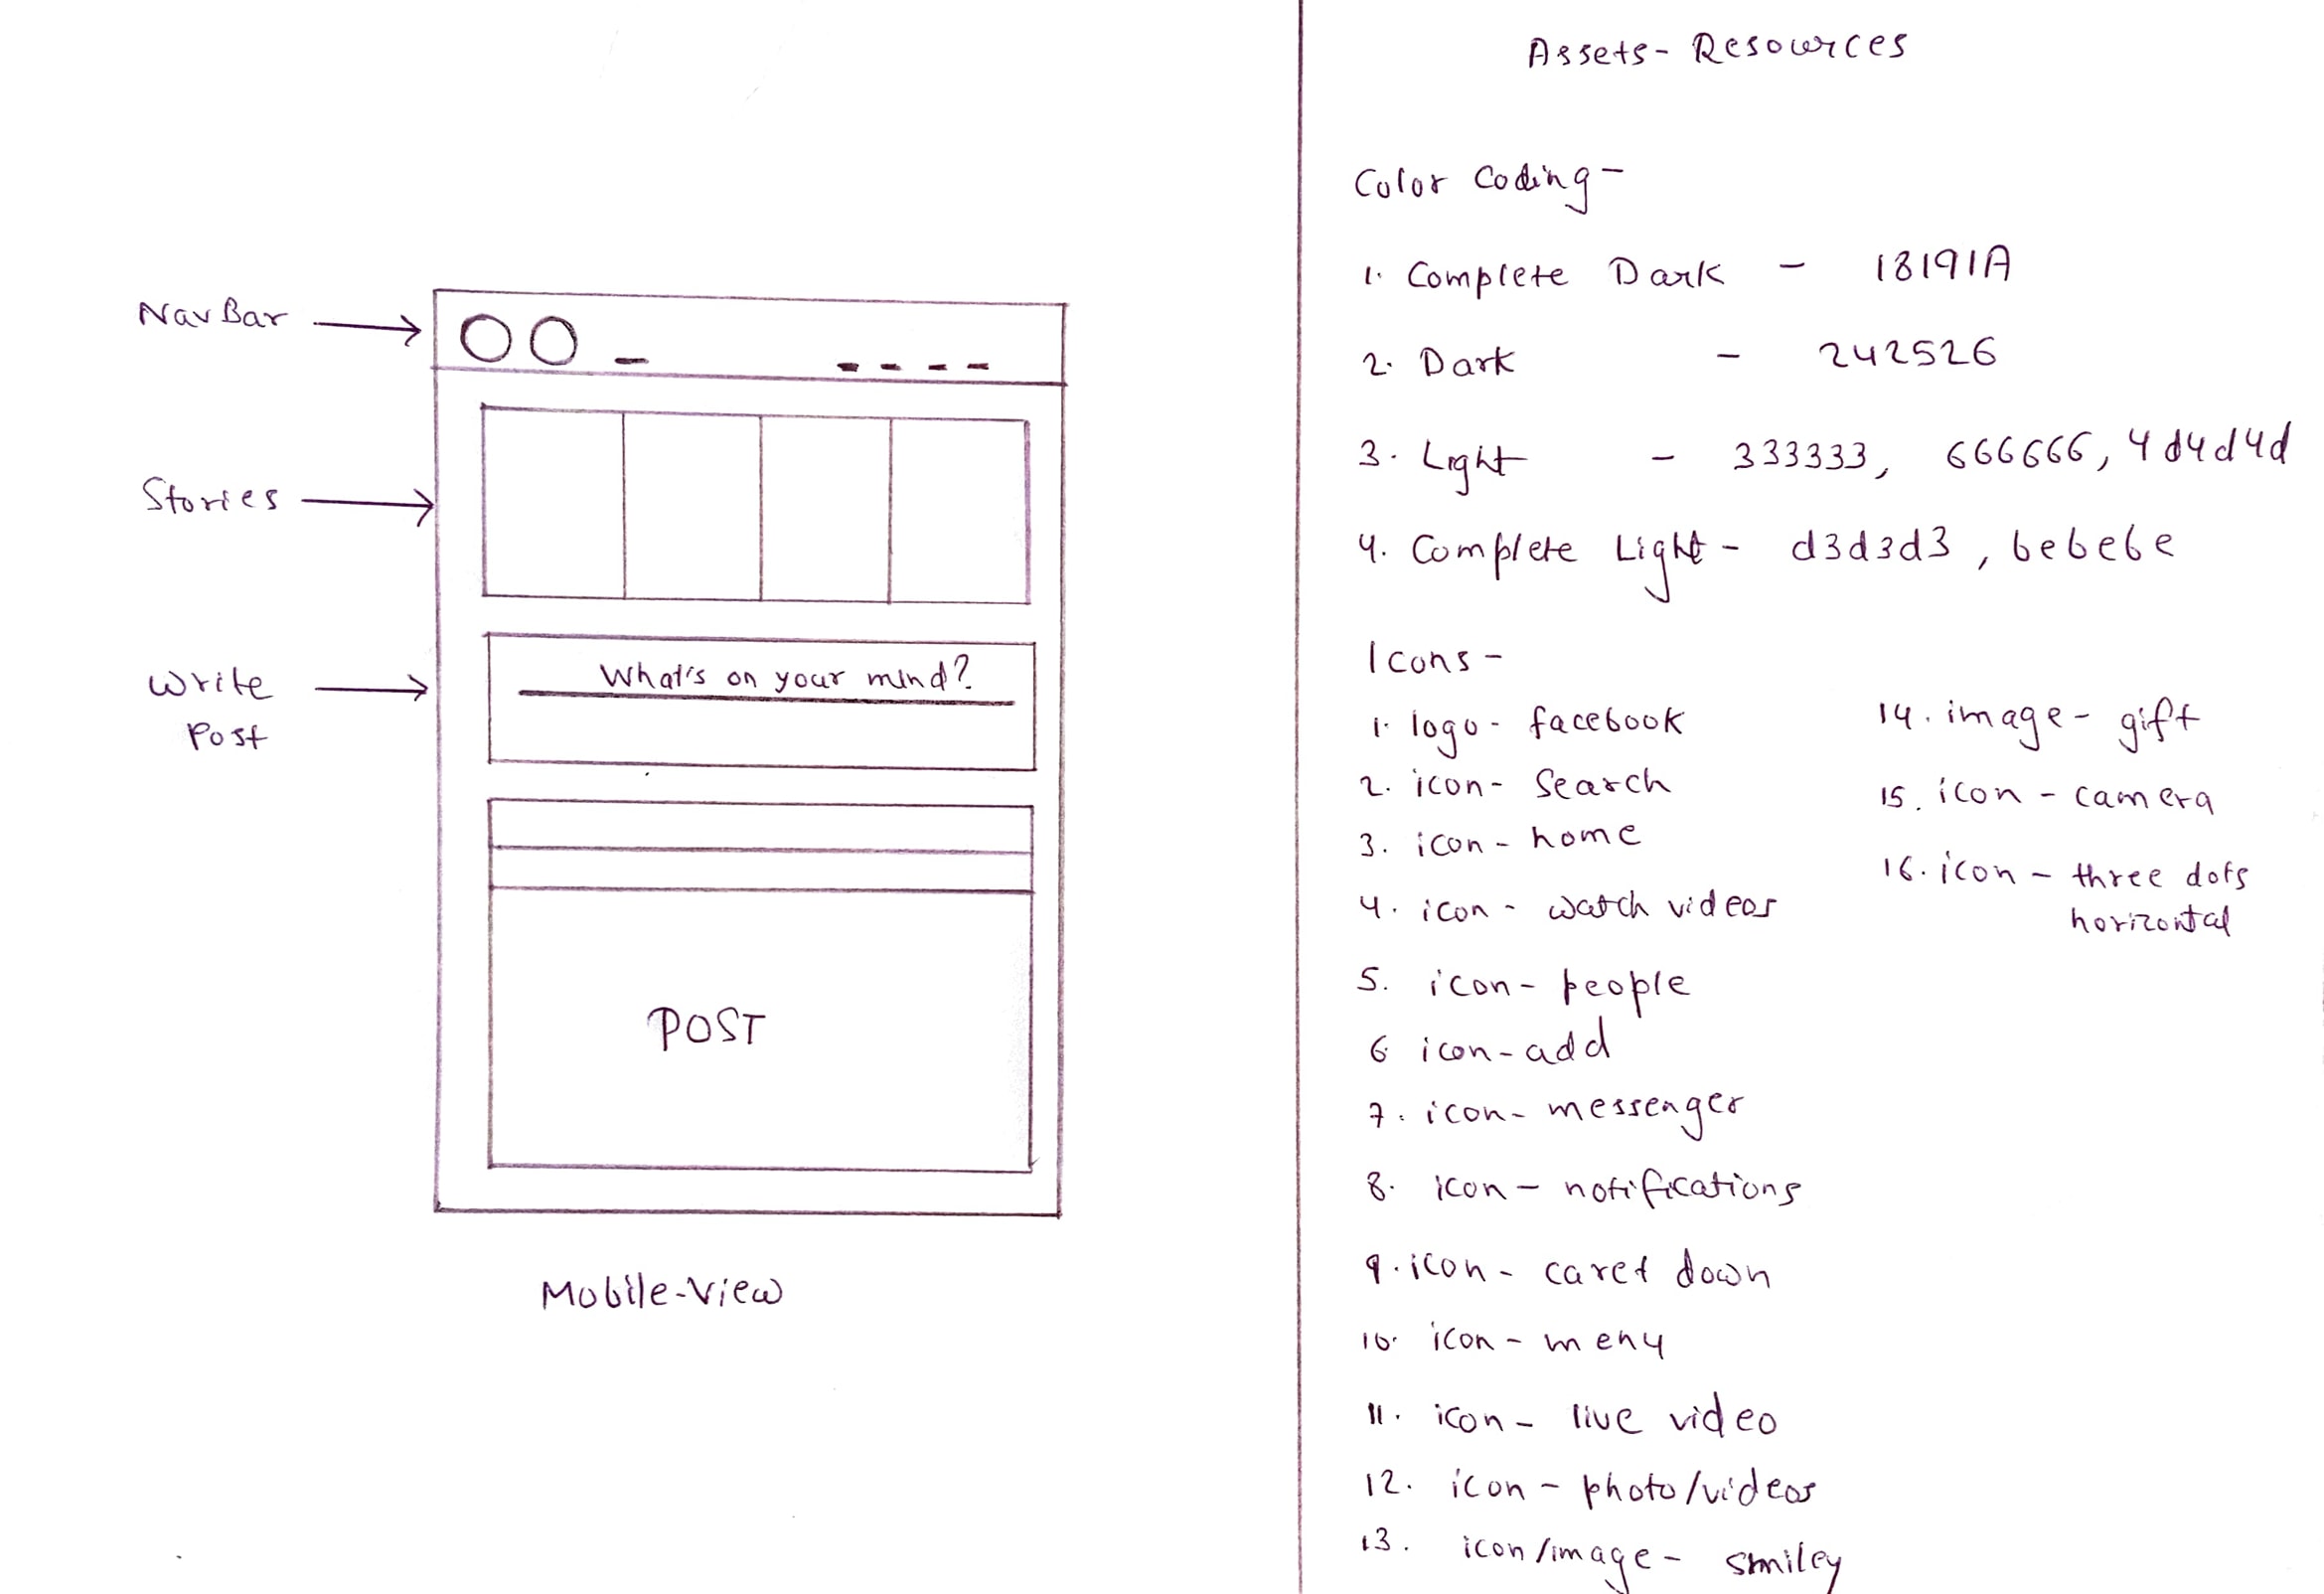 NavBar
Stories
Write
Post
What's on your mind?
POST
Mobile-View
Assets- Resources
Color Coding-
1. Complete Dark - 18191A
2. Dark - 242526
3. Light - 333333, 666666, 4d4d4d
4. Complete Light - d3d3d3, bebebe
Icons-
1. logo - facebook
2. icon- Search
3. icon - home
4. icon - watch videos
5. icon - people
6 icon - add
7. icon - messenger
8. icon - notifications
9. icon - caret down
10. icon - menu
11. icon - live video
12. icon - photo/videos
13. icon/image - smiley
14. image - gift
15. icon - camera
16. icon - three dots
horizontal